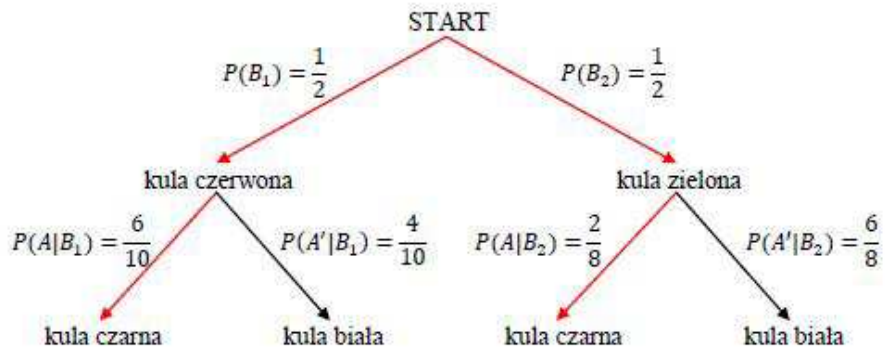 START
P(B₁) = 1/2
P(B₂) = 1/2
kula czerwona
kula zielona
P(A|B₁) = 6/10
P(A′|B₁) = 4/10
P(A|B₂) = 2/8
P(A′|B₂) = 6/8
kula czarna
kula biała
kula czarna
kula biała